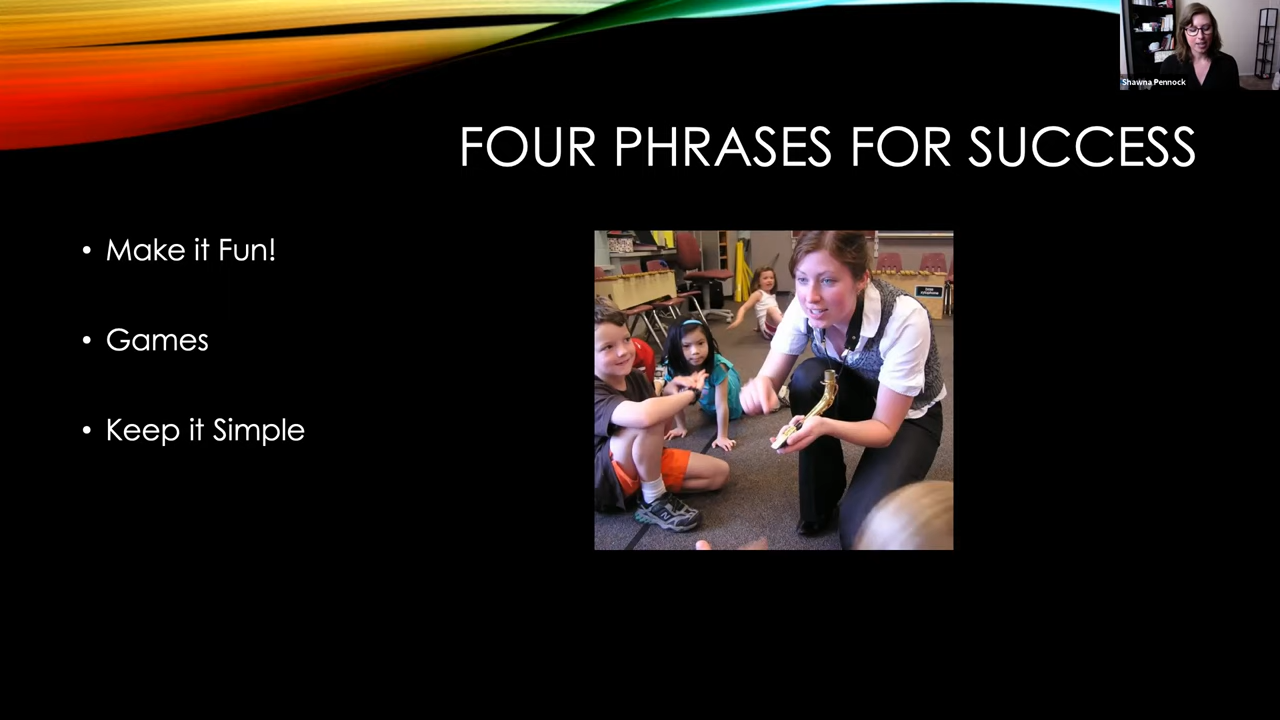 Shawna Pennock
FOUR PHRASES FOR SUCCESS
• Make it Fun!
• Games
• Keep it Simple